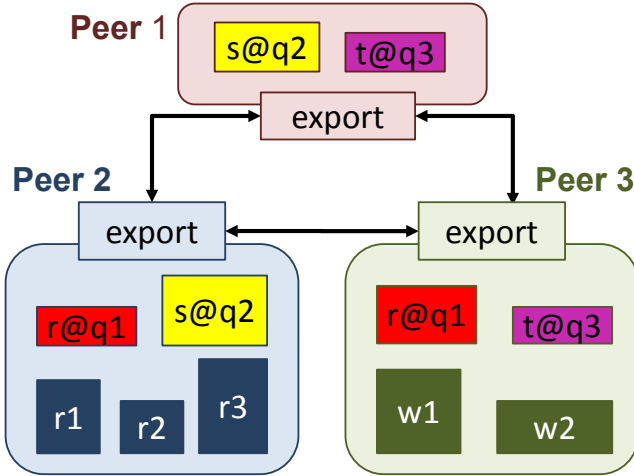 Peer 1
s@q2
t@q3
export
Peer 2
Peer 3
export
export
r@q1
s@q2
r@q1
t@q3
r1
r2
r3
w1
w2